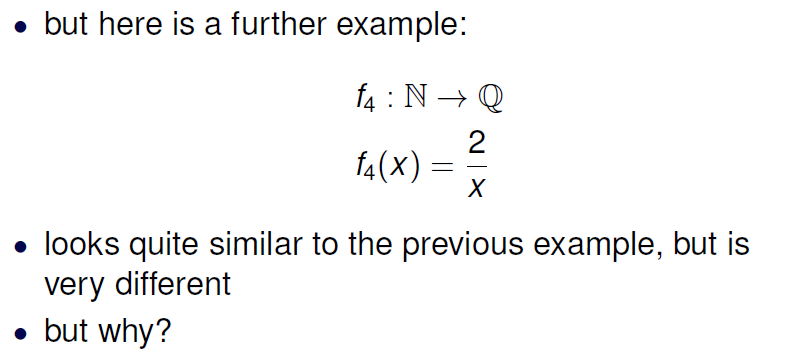 • but here is a further example:
f₄ : ℕ → ℚ
f₄(x) = 2/x
• looks quite similar to the previous example, but is
very different
• but why?